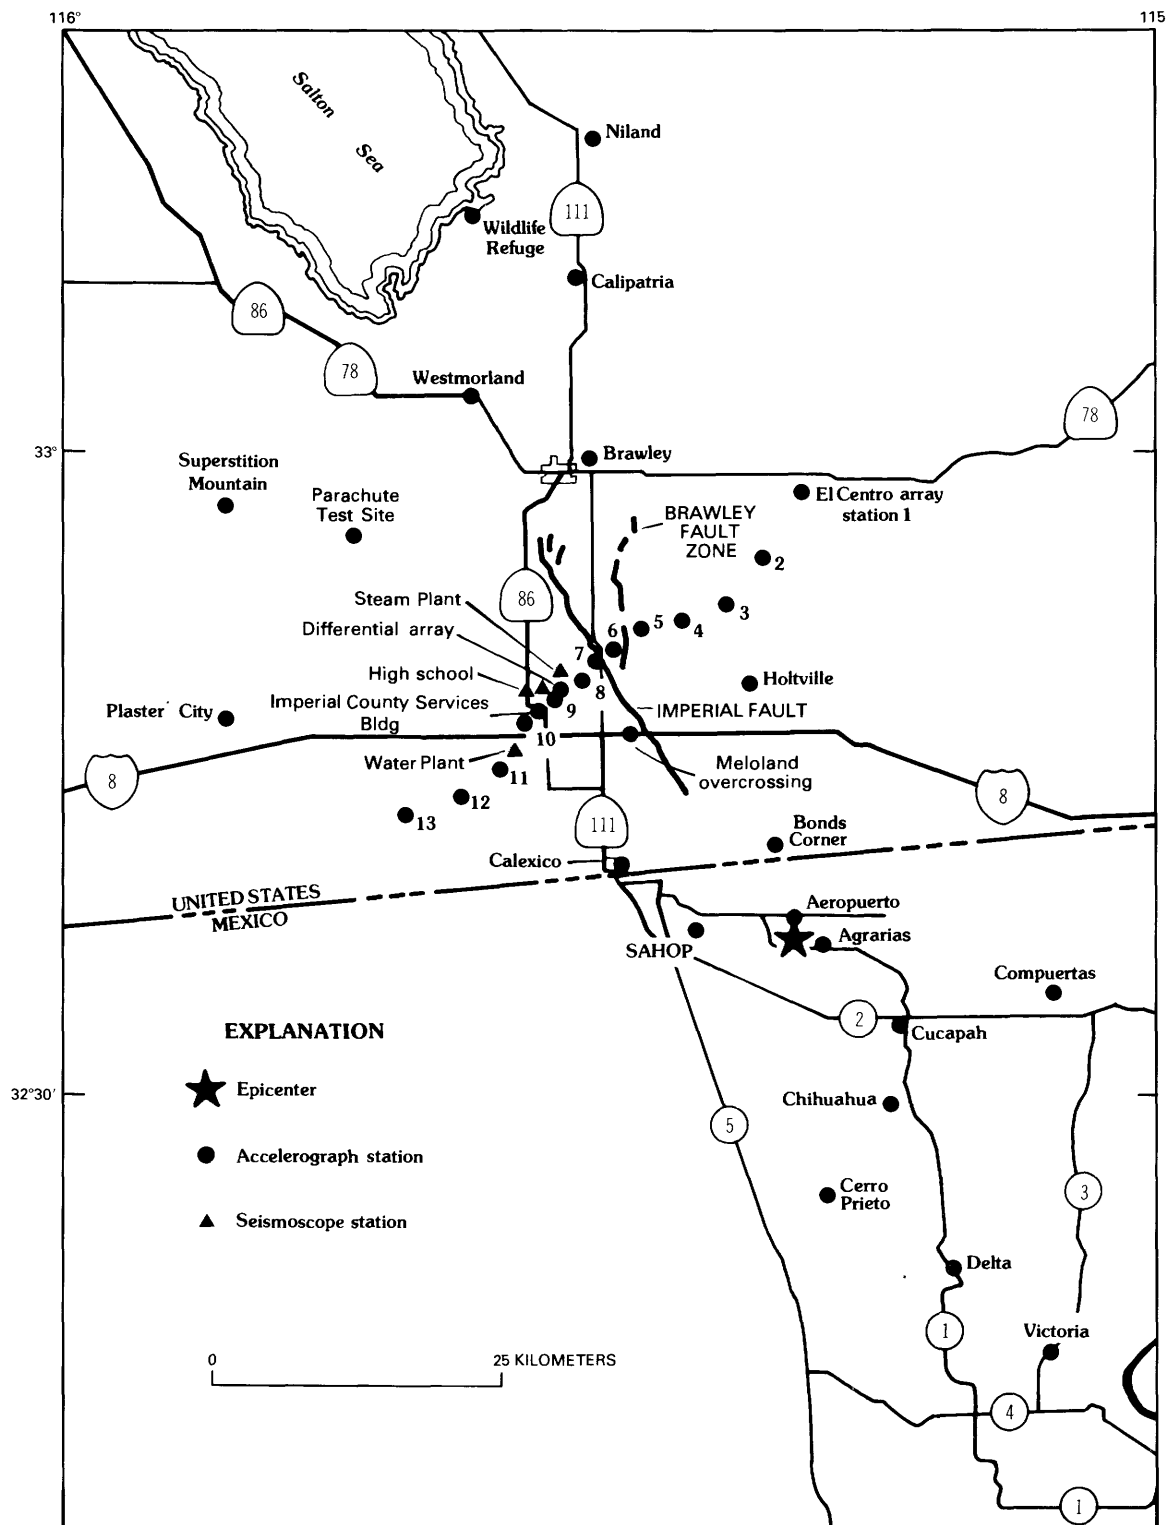 116°
115
Salton
Sea
Niland
111
Wildlife
Refuge
Calipatria
86
78
Westmorland
78
33°
Brawley
Superstition
Mountain
Parachute
Test Site
El Centro array
station 1
BRAWLEY
FAULT
ZONE
2
86
Steam Plant
3
Differential array
6
5
4
7
High school
8
Holtville
Imperial County Services
Bldg
9
IMPERIAL FAULT
Plaster City
10
Water Plant
Meloland
overcrossing
8
11
8
12
13
111
Bonds
Corner
Calexico
UNITED STATES
MEXICO
Aeropuerto
SAHOP
Agrarias
Compuertas
2
Cucapah
EXPLANATION
Epicenter
32°30'
Chihuahua
5
Accelerograph station
Cerro
Prieto
3
Seismoscope station
Delta
1
Victoria
0
25 KILOMETERS
4
1